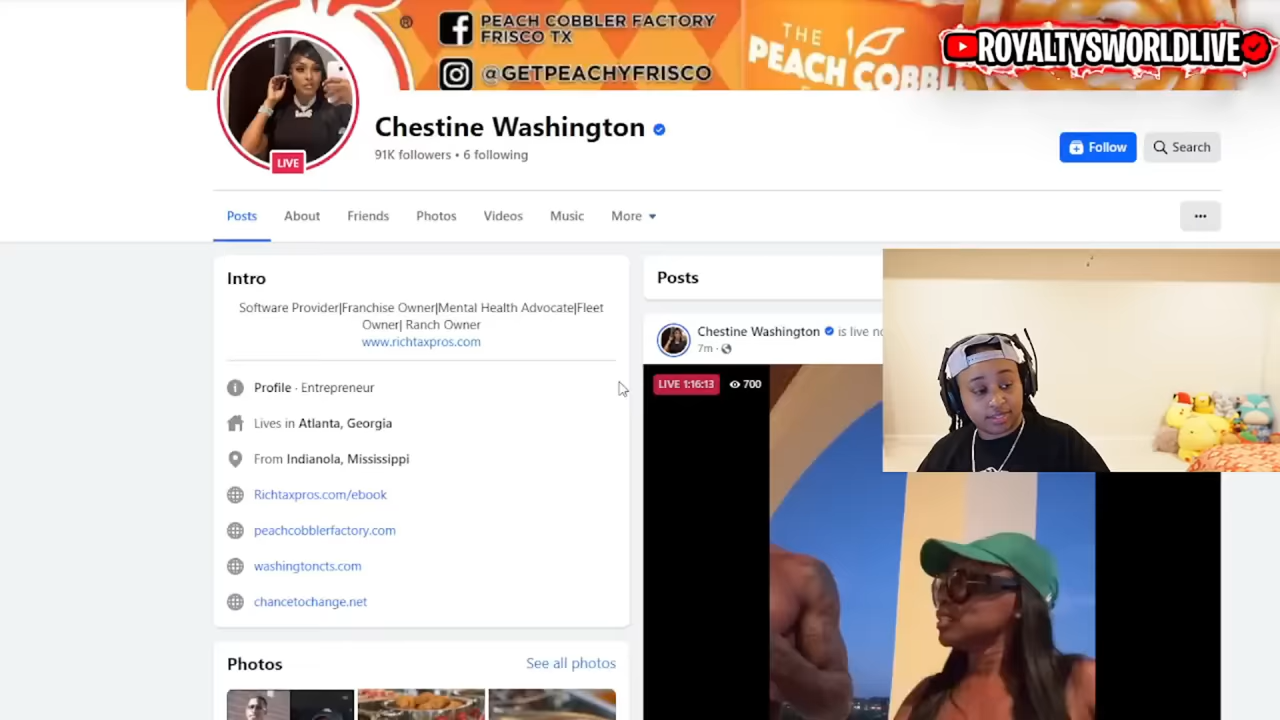 PEACH COBBLER FACTORY
FRISCO TX
@GETPEACHYFRISCO
®
THE
PEACH COBBL
ROYALTYSWORLDLIVE
LIVE
Chestine Washington
91K followers • 6 following
Follow
Search
Posts
About
Friends
Photos
Videos
Music
More
Intro
Software Provider|Franchise Owner|Mental Health Advocate|Fleet
Owner| Ranch Owner
www.richtaxpros.com
Profile · Entrepreneur
Lives in Atlanta, Georgia
From Indianola, Mississippi
Richtaxpros.com/ebook
peachcobblerfactory.com
washingtoncts.com
chancetochange.net
Photos
See all photos
Posts
Chestine Washington is live no
7m ·
LIVE 1:16:13
700